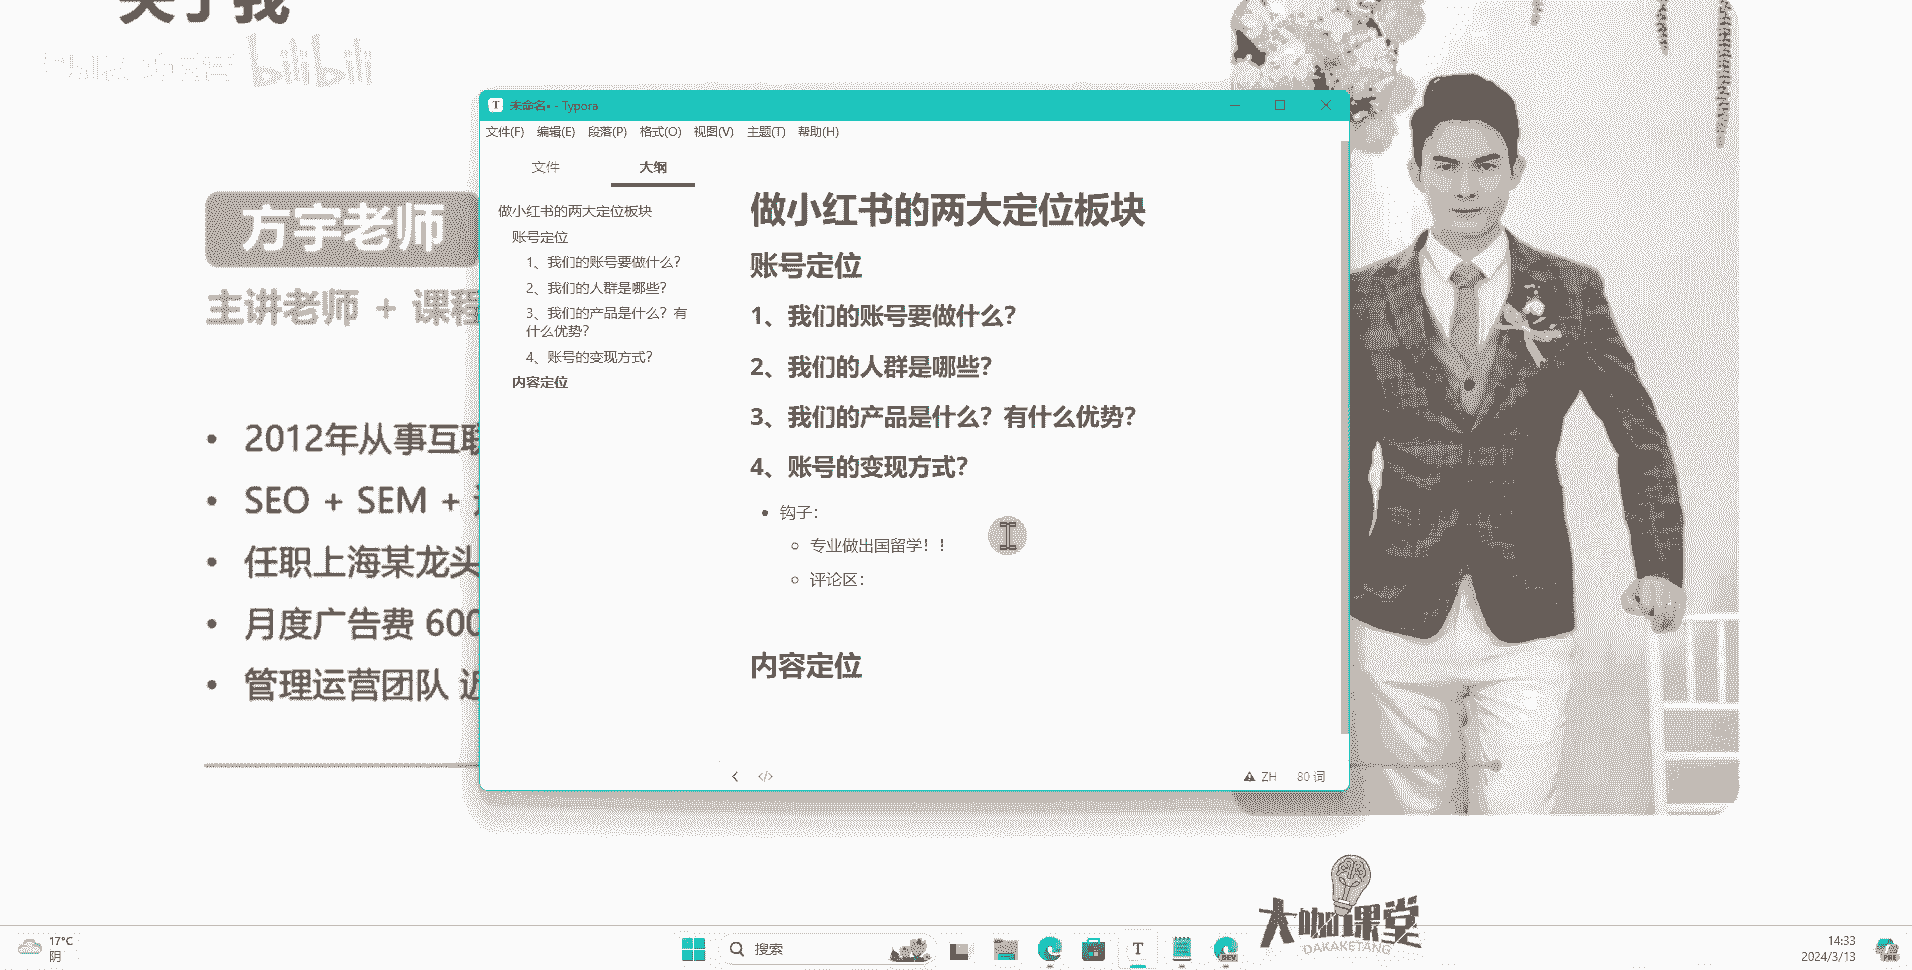 关于我
bilibili
未命名• - Typora
文件(F) 编辑(E) 段落(P) 格式(O) 视图(V) 主题(T) 帮助(H)
文件 大纲
做小红书的两大定位板块
账号定位
1、我们的账号要做什么？
2、我们的人群是哪些？
3、我们的产品是什么？有
什么优势？
4、账号的变现方式？
内容定位
做小红书的两大定位板块
账号定位
1、我们的账号要做什么？
2、我们的人群是哪些？
3、我们的产品是什么？有什么优势？
4、账号的变现方式？
钩子：
专业做出国留学！！
评论区：
内容定位
ZH 80 词
方宇老师
主讲老师 + 课程
2012年从事互联
SEO + SEM +
任职上海某龙头
月度广告费 600
管理运营团队 近
大咖课堂
DAKAKETANG
17°C
阴
搜索
T
DEV
14:33
2024/3/13
PRE